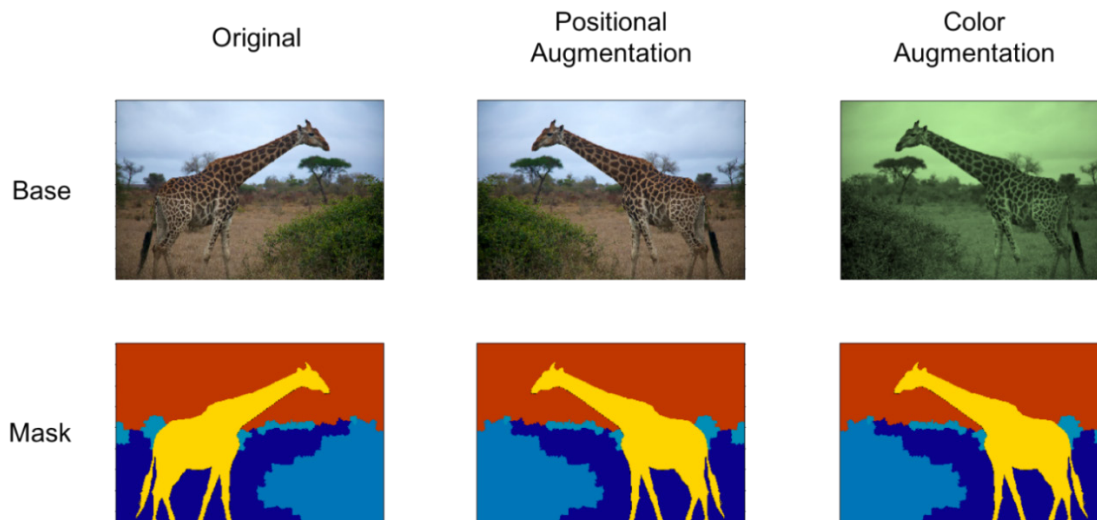 Original
Positional
Augmentation
Color
Augmentation
Base
Mask